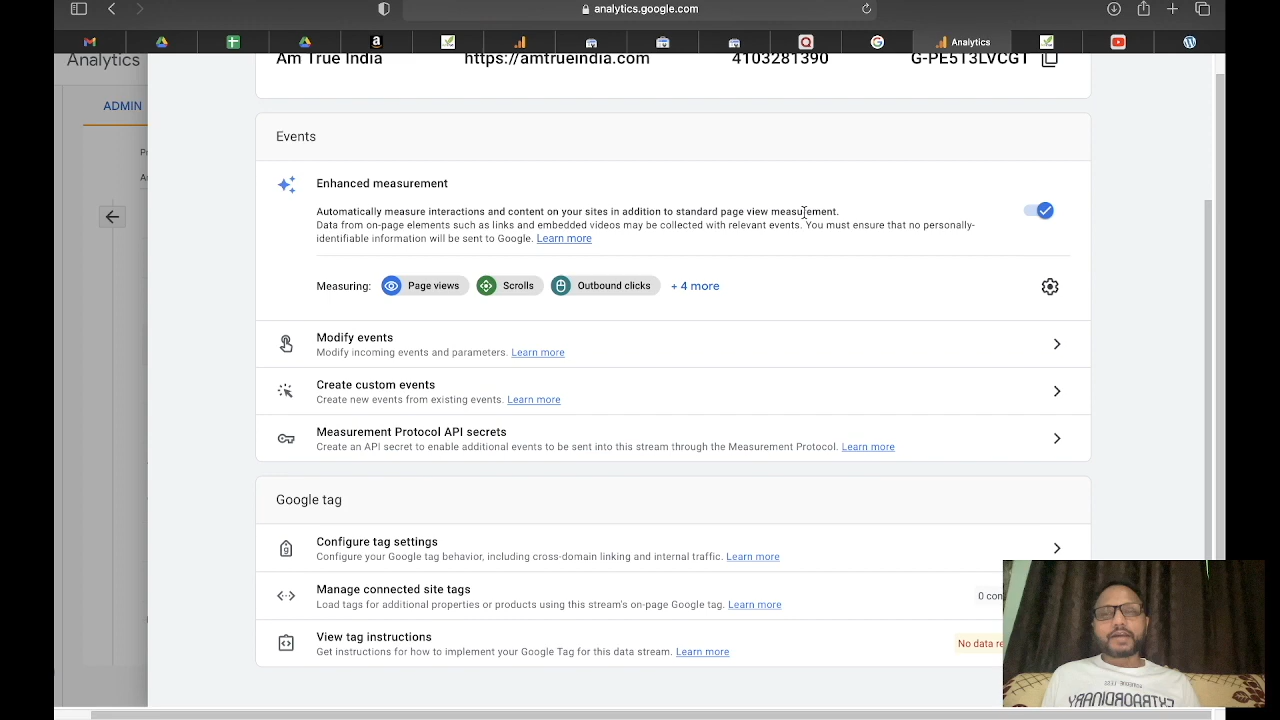 analytics.google.com
Analytics
Analytics
ADMIN
Am True India https://amtrueindia.com 4103281390 G-PE5T3LVCGT
Events
Enhanced measurement
Automatically measure interactions and content on your sites in addition to standard page view measurement.
Data from on-page elements such as links and embedded videos may be collected with relevant events. You must ensure that no personally-
identifiable information will be sent to Google. Learn more
Measuring: Page views Scrolls Outbound clicks + 4 more
Modify events
Modify incoming events and parameters. Learn more
Create custom events
Create new events from existing events. Learn more
Measurement Protocol API secrets
Create an API secret to enable additional events to be sent into this stream through the Measurement Protocol. Learn more
Google tag
Configure tag settings
Configure your Google tag behavior, including cross-domain linking and internal traffic. Learn more
Manage connected site tags
Load tags for additional properties or products using this stream's on-page Google tag. Learn more
0 con
View tag instructions
Get instructions for how to implement your Google Tag for this data stream. Learn more
No data re
EXTRAORDINARY